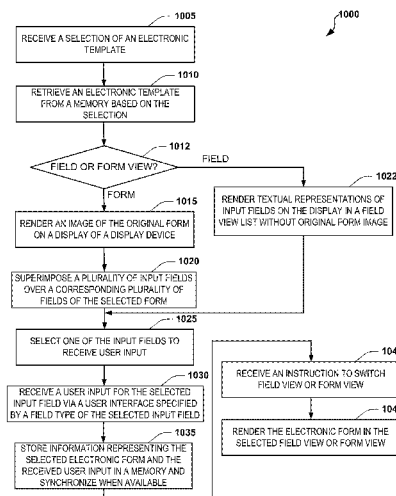 1000
1005
RECEIVE A SELECTION OF AN ELECTRONIC
TEMPLATE
1010
RETRIEVE AN ELECTRONIC TEMPLATE
FROM A MEMORY BASED ON THE
SELECTION
1012
FIELD OR FORM VIEW?
FIELD
FORM
1022
RENDER TEXTUAL REPRESENTATIONS OF
INPUT FIELDS ON THE DISPLAY IN A FIELD
VIEW LIST WITHOUT ORIGINAL FORM IMAGE
1015
RENDER AN IMAGE OF THE ORIGINAL FORM
ON A DISPLAY OF A DISPLAY DEVICE
1020
SUPERIMPOSE A PLURALITY OF INPUT FIELDS
OVER A CORRESPONDING PLURALITY OF
FIELDS OF THE SELECTED FORM
1025
SELECT ONE OF THE INPUT FIELDS TO
RECEIVE USER INPUT
1030
RECEIVE A USER INPUT FOR THE SELECTED
INPUT FIELD VIA A USER INTERFACE SPECIFIED
BY A FIELD TYPE OF THE SELECTED INPUT FIELD
1035
STORE INFORMATION REPRESENTING THE
SELECTED ELECTRONIC FORM AND THE
RECEIVED USER INPUT IN A MEMORY AND
SYNCHRONIZE WHEN AVAILABLE
RECEIVE AN INSTRUCTION TO SWITCH
FIELD VIEW OR FORM VIEW
RENDER THE ELECTRONIC FORM IN THE
SELECTED FIELD VIEW OR FORM VIEW